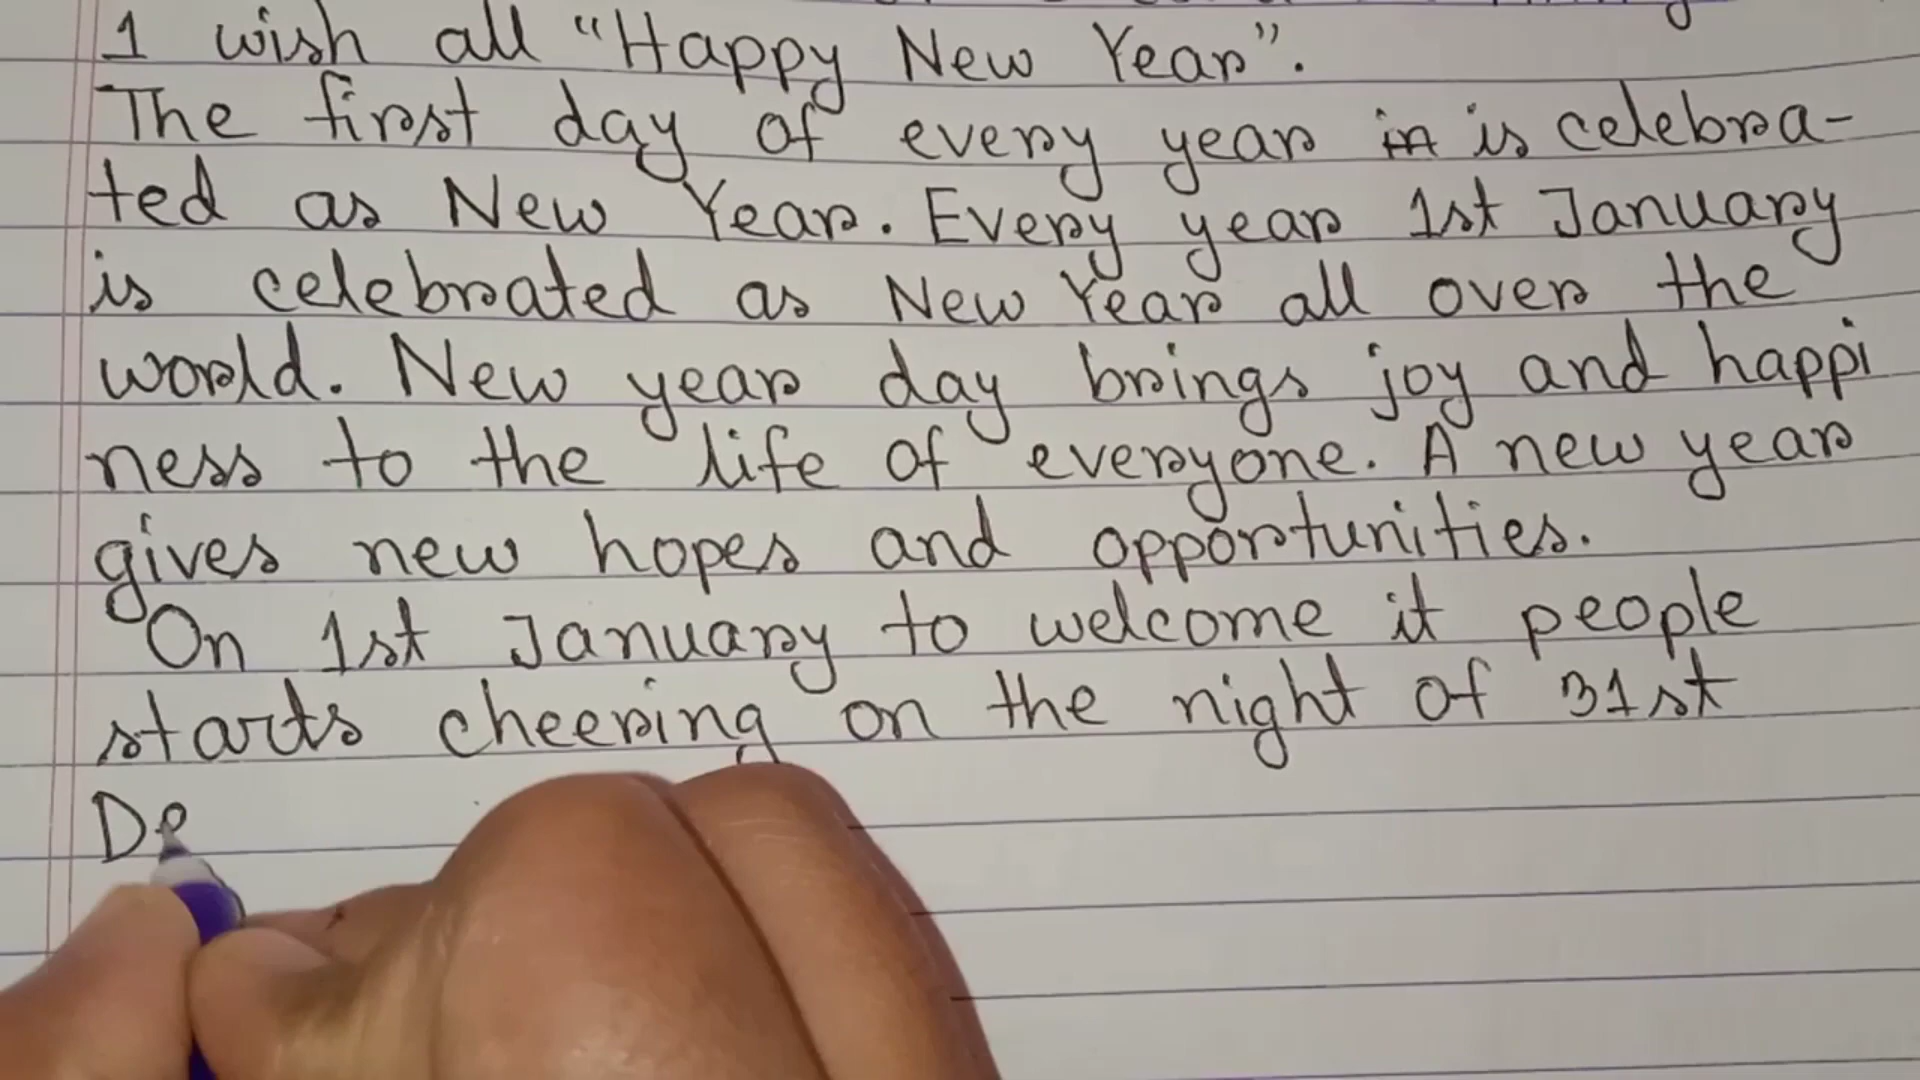 I wish all "Happy New Year".
The first day of every year in is celebra-
ted as New Year. Every year 1st January
is celebrated as New Year all over the
world. New year day brings joy and happi
ness to the life of everyone. A new year
gives new hopes and opportunities.
On 1st January to welcome it people
starts cheering on the night of 31st
De